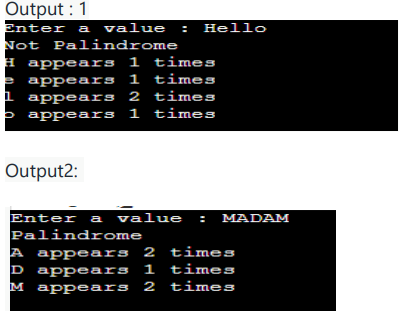 Output : 1
Enter a value : Hello
Not Palindrome
H appears 1 times
e appears 1 times
l appears 2 times
o appears 1 times
Output2:
Enter a value : MADAM
Palindrome
A appears 2 times
D appears 1 times
M appears 2 times